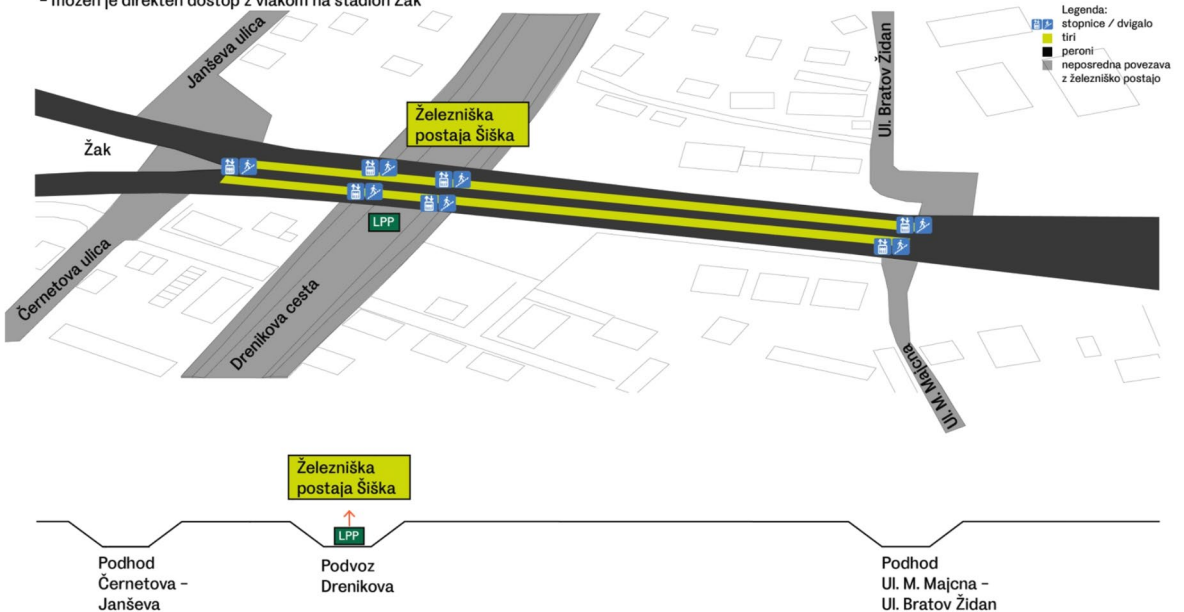 - možen je direkten dostop z vlakom na stadion Žak
Legenda:
stopnice / dvigalo
tiri
peroni
neposredna povezava
z železniško postajo
Janševa ulica
Železniška
postaja Šiška
Ul. Bratov Židan
Žak
LPP
Černetova ulica
Drenikova cesta
Ul. M. Majcna
Železniška
postaja Šiška
LPP
Podhod
Černetova –
Janševa
Podvoz
Drenikova
Podhod
Ul. M. Majcna –
Ul. Bratov Židan